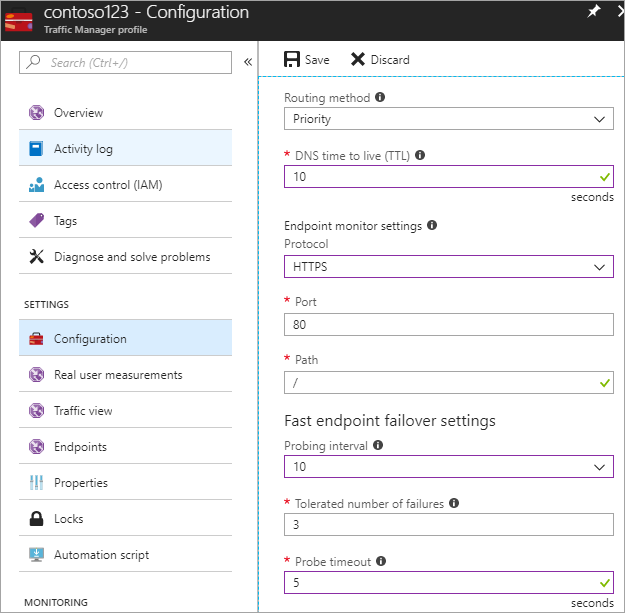 contoso123 - Configuration
Traffic Manager profile
Search (Ctrl+/)
«
Overview
Activity log
Access control (IAM)
Tags
Diagnose and solve problems
SETTINGS
Configuration
Real user measurements
Traffic view
Endpoints
Properties
Locks
Automation script
MONITORING
Save Discard
Routing method
Priority
* DNS time to live (TTL)
10
seconds
Endpoint monitor settings
Protocol
HTTPS
* Port
80
* Path
/
Fast endpoint failover settings
Probing interval
10
* Tolerated number of failures
3
* Probe timeout
5
seconds